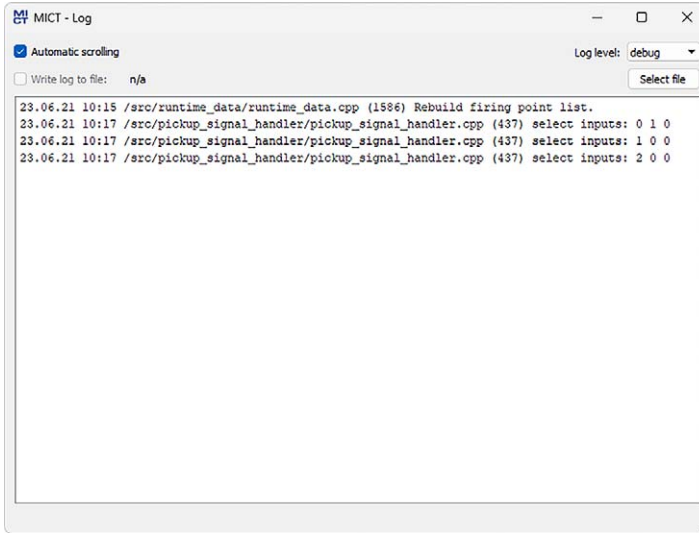 MICT MICT - Log
Automatic scrolling
Log level: debug
Write log to file: n/a
Select file
23.06.21 10:15 /src/runtime_data/runtime_data.cpp (1586) Rebuild firing point list.
23.06.21 10:17 /src/pickup_signal_handler/pickup_signal_handler.cpp (437) select inputs: 0 1 0
23.06.21 10:17 /src/pickup_signal_handler/pickup_signal_handler.cpp (437) select inputs: 1 0 0
23.06.21 10:17 /src/pickup_signal_handler/pickup_signal_handler.cpp (437) select inputs: 2 0 0